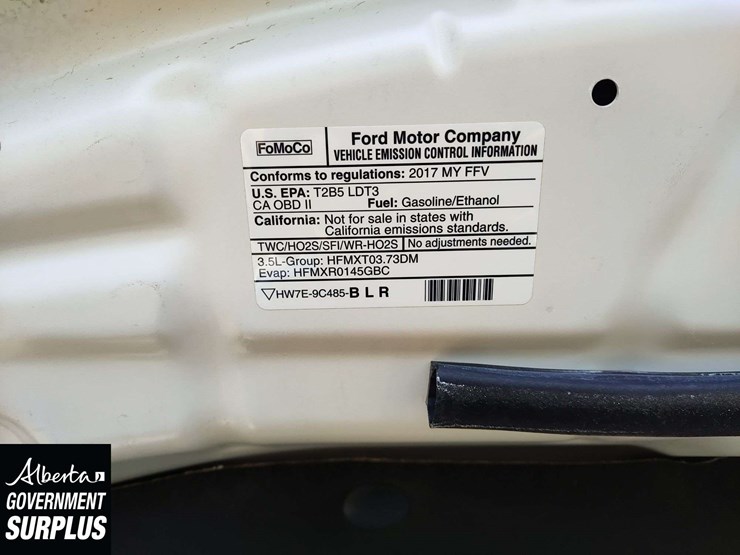 FoMoCo
Ford Motor Company
VEHICLE EMISSION CONTROL INFORMATION
Conforms to regulations: 2017 MY FFV
U.S. EPA: T2B5 LDT3
CA OBD II Fuel: Gasoline/Ethanol
California: Not for sale in states with
California emissions standards.
TWC/HO2S/SFI/WR-HO2S No adjustments needed.
3.5L-Group: HFMXT03.73DM
Evap: HFMXR0145GBC
HW7E-9C485-B L R
Alberta
GOVERNMENT
SURPLUS